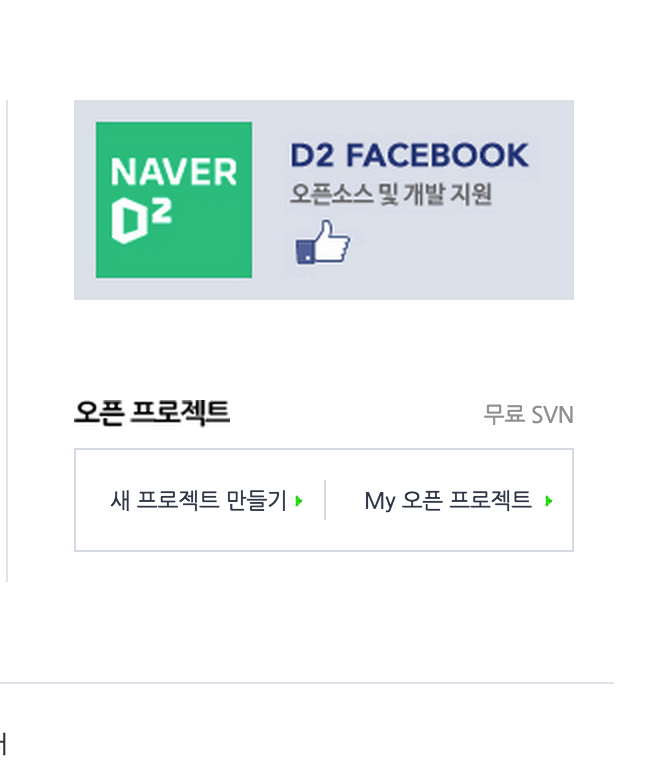 NAVER
D2
D2 FACEBOOK
오픈소스 및 개발 지원
오픈 프로젝트
무료 SVN
새 프로젝트 만들기
My 오픈 프로젝트